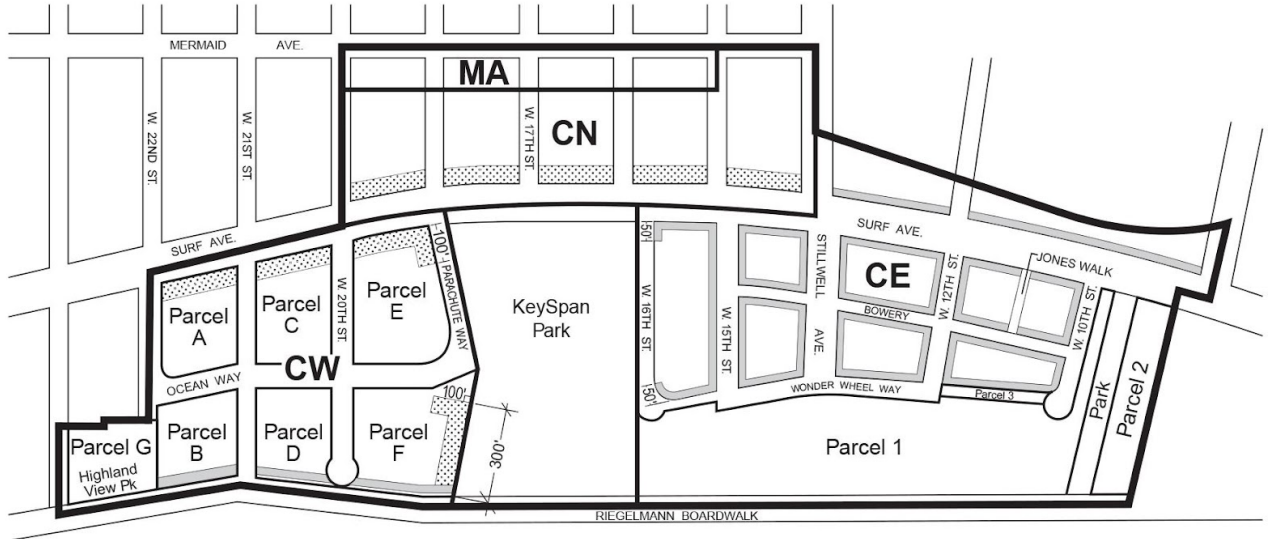 MERMAID AVE.
MA
CN
W. 22ND ST.
W. 21ST ST.
W. 17TH ST.
SURF AVE.
100'
PARACHUTE WAY
50'
SURF AVE.
STILLWELL
AVE.
JONES WALK
Parcel
A
Parcel
C
W. 20TH ST.
Parcel
E
KeySpan
Park
W. 16TH ST.
W. 15TH ST.
CE
W. 12TH ST.
BOWERY
W. 10TH ST.
CW
OCEAN WAY
100'
50'
WONDER WHEEL WAY
Parcel 3
Park
Parcel 2
Parcel G
Highland
View Pk
Parcel
B
Parcel
D
Parcel
F
300'
Parcel 1
RIEGELMANN BOARDWALK